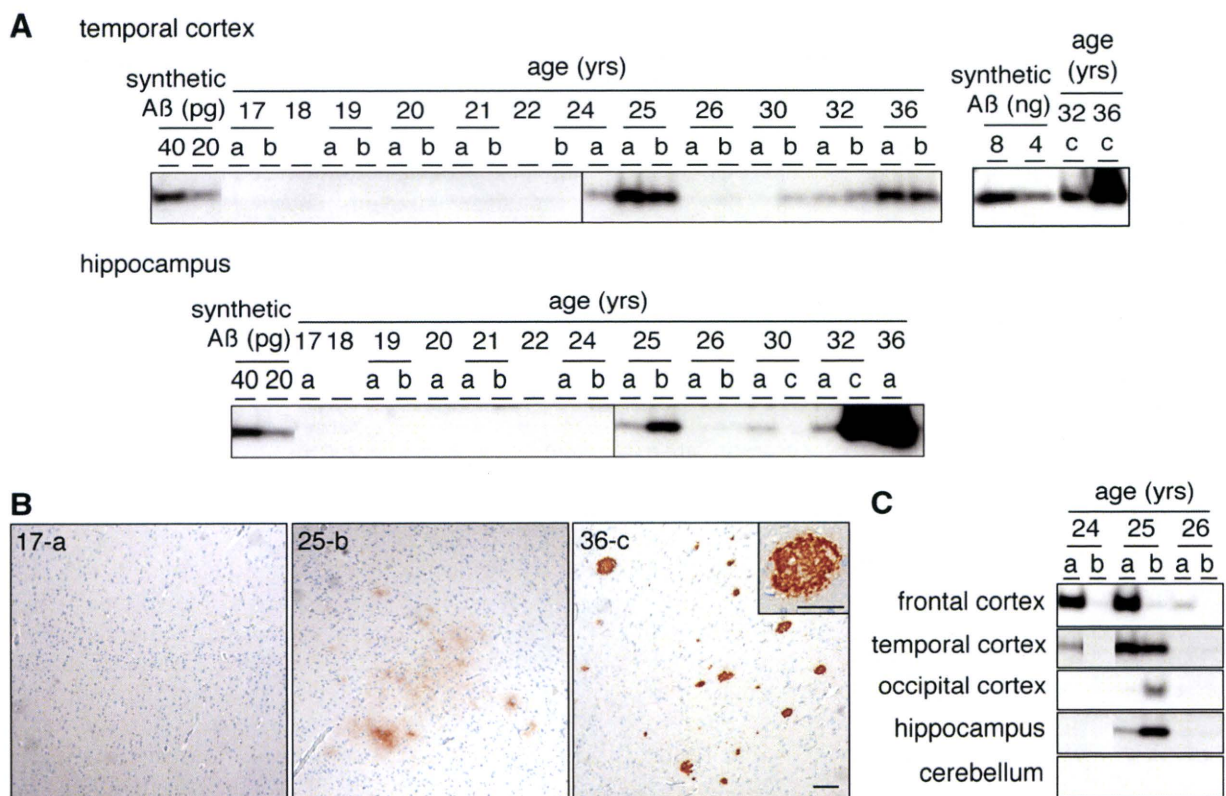 A
temporal cortex
age (yrs)
synthetic
Aß (pg) 17 18 19 20 21 22 24 25 26 30 32 36
40 20 a b a b a b a b b a a b a b a b a b a b
age
(yrs)
synthetic
Aß (ng) 32 36
8 4 c c
hippocampus
age (yrs)
synthetic
Aß (pg) 17 18 19 20 21 22 24 25 26 30 32 36
40 20 a a b a a b a b a b a b a c a c a
B
17-a
25-b
36-c
C
age (yrs)
24 25 26
a b a b a b
frontal cortex
temporal cortex
occipital cortex
hippocampus
cerebellum